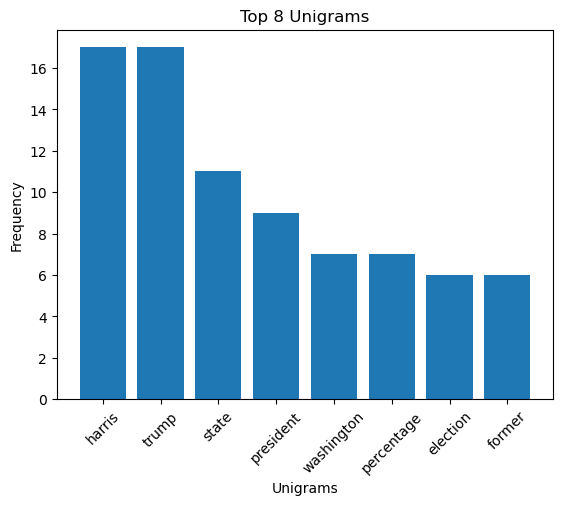 Top 8 Unigrams
Frequency
16
14
12
10
8
6
4
2
0
harris
trump
state
president
washington
percentage
election
former
Unigrams